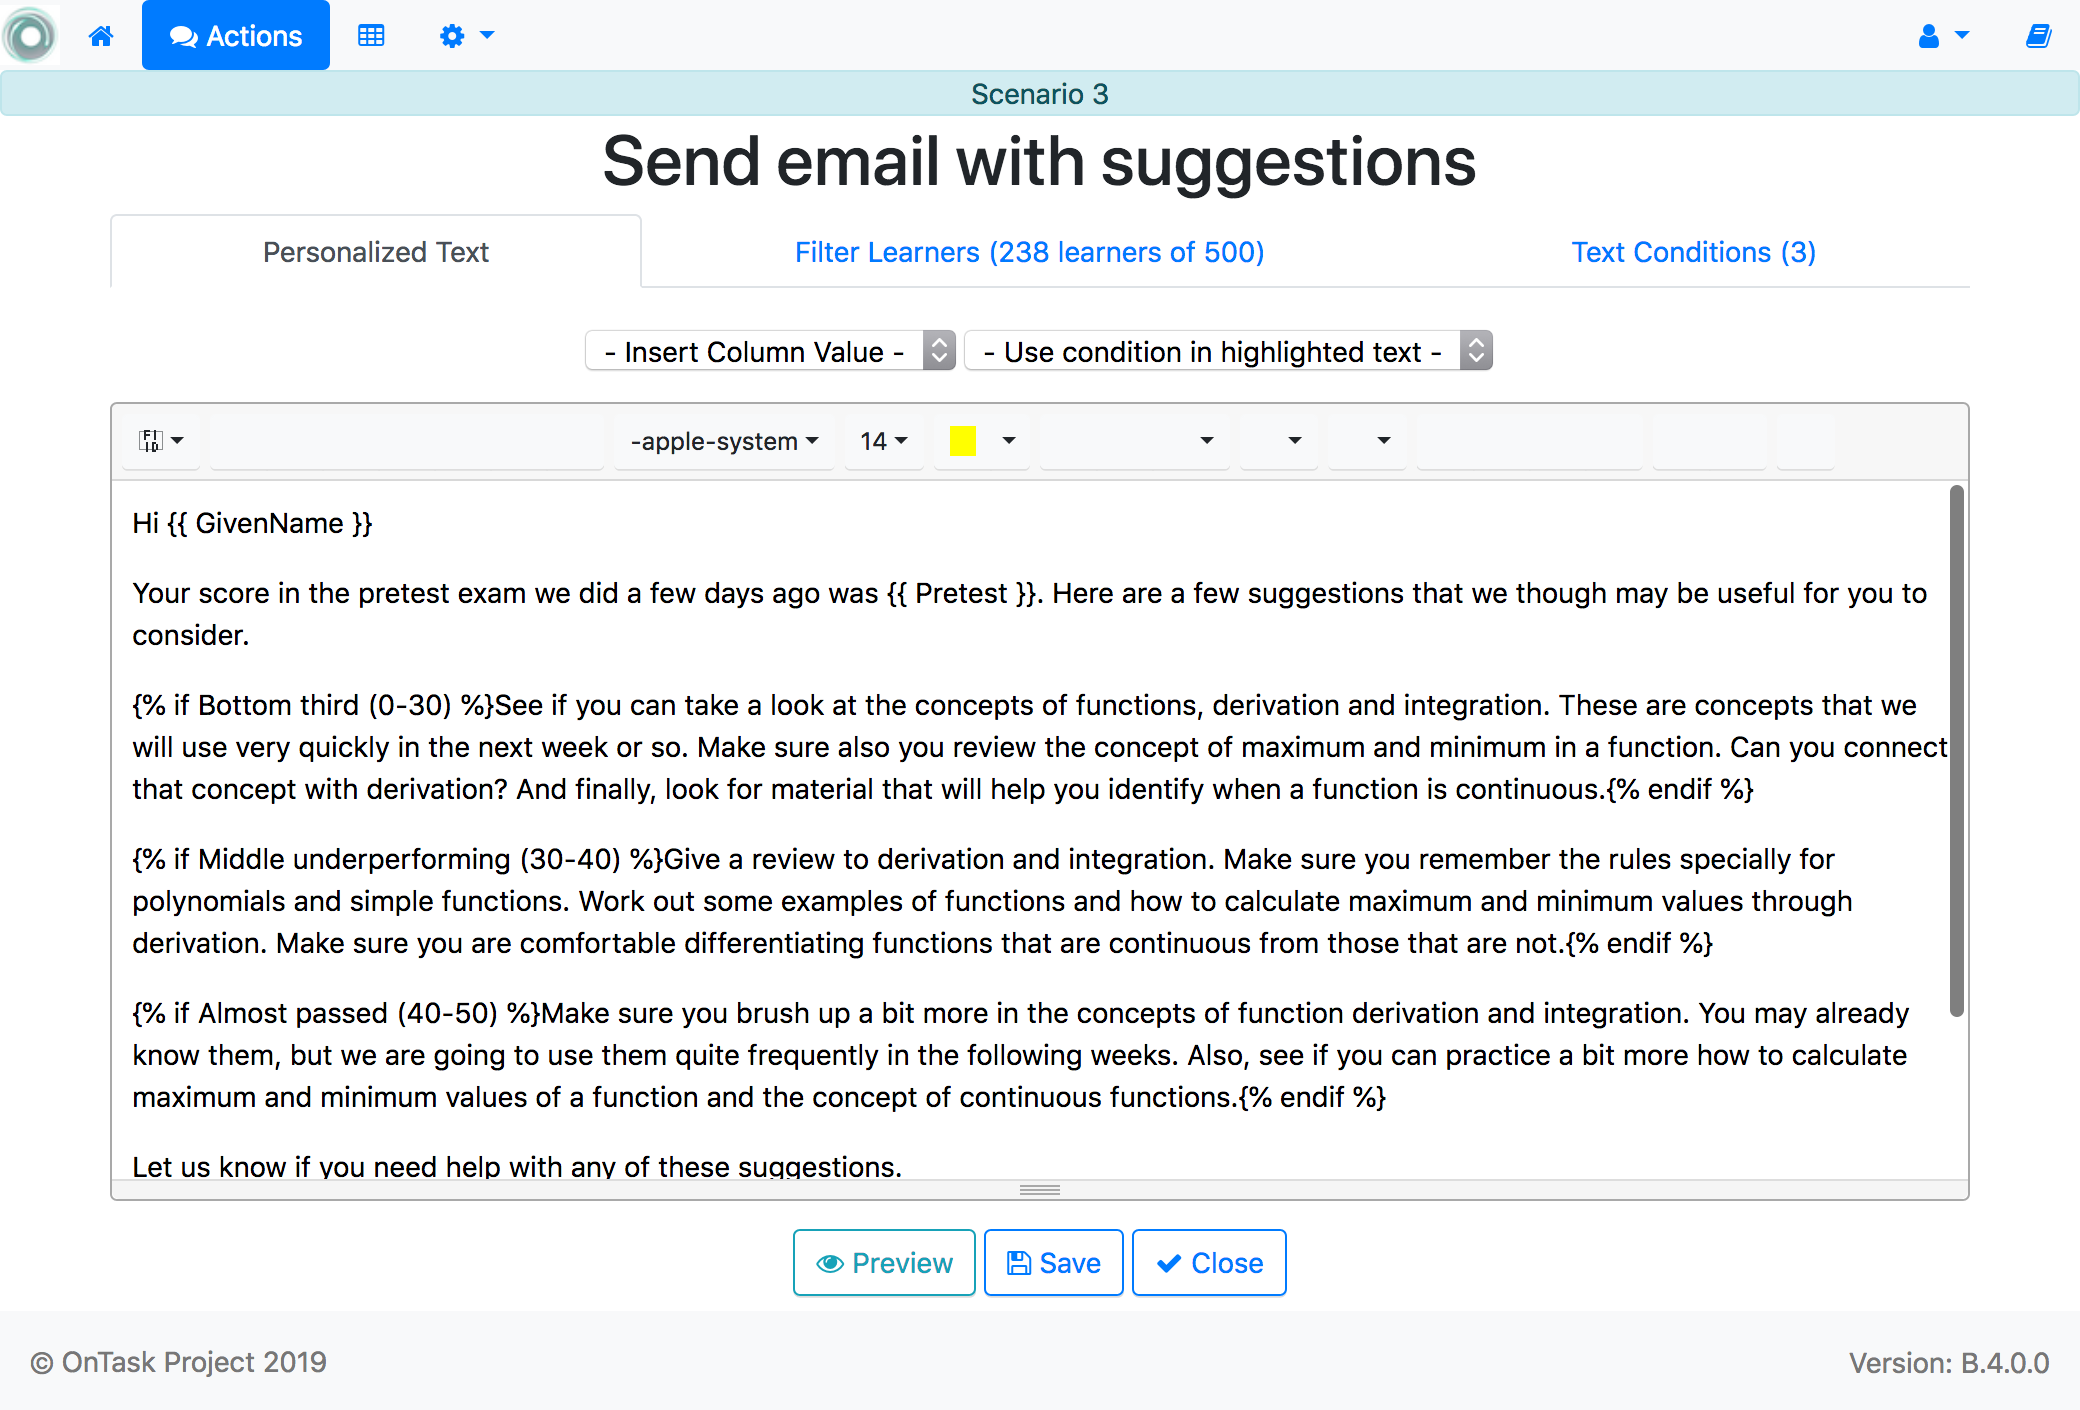 Actions
Scenario 3
Send email with suggestions
Personalized Text
Filter Learners (238 learners of 500)
Text Conditions (3)
- Insert Column Value -
- Use condition in highlighted text -
-apple-system
14
Hi {{ GivenName }}
Your score in the pretest exam we did a few days ago was {{ Pretest }}. Here are a few suggestions that we though may be useful for you to
consider.
{% if Bottom third (0-30) %}See if you can take a look at the concepts of functions, derivation and integration. These are concepts that we
will use very quickly in the next week or so. Make sure also you review the concept of maximum and minimum in a function. Can you connect
that concept with derivation? And finally, look for material that will help you identify when a function is continuous.{% endif %}
{% if Middle underperforming (30-40) %}Give a review to derivation and integration. Make sure you remember the rules specially for
polynomials and simple functions. Work out some examples of functions and how to calculate maximum and minimum values through
derivation. Make sure you are comfortable differentiating functions that are continuous from those that are not.{% endif %}
{% if Almost passed (40-50) %}Make sure you brush up a bit more in the concepts of function derivation and integration. You may already
know them, but we are going to use them quite frequently in the following weeks. Also, see if you can practice a bit more how to calculate
maximum and minimum values of a function and the concept of continuous functions.{% endif %}
Let us know if you need help with any of these suggestions.
Preview
Save
Close
© OnTask Project 2019
Version: B.4.0.0